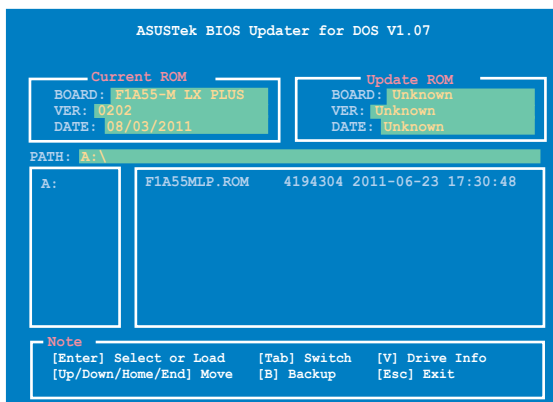 ASUSTek BIOS Updater for DOS V1.07
Current ROM
BOARD: F1A55-M LX PLUS
VER: 0202
DATE: 08/03/2011
Update ROM
BOARD: Unknown
VER: Unknown
DATE: Unknown
PATH: A:\
A:
F1A55MLP.ROM 4194304 2011-06-23 17:30:48
Note
[Enter] Select or Load [Tab] Switch [V] Drive Info
[Up/Down/Home/End] Move [B] Backup [Esc] Exit